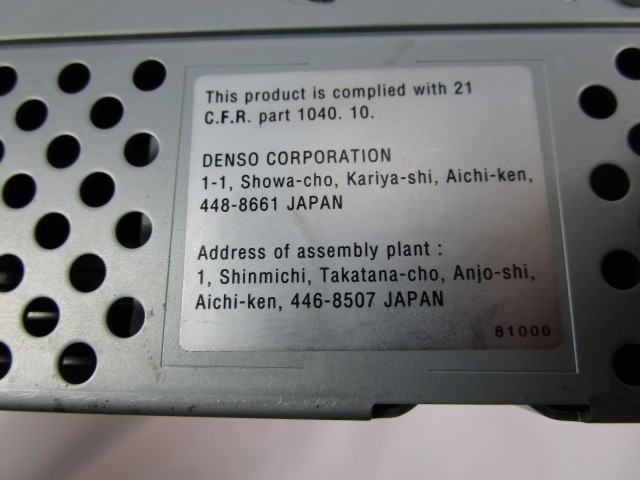 This product is complied with 21
C.F.R. part 1040. 10.
DENSO CORPORATION
1-1, Showa-cho, Kariya-shi, Aichi-ken,
448-8661 JAPAN
Address of assembly plant :
1, Shinmichi, Takatana-cho, Anjo-shi,
Aichi-ken, 446-8507 JAPAN
81000